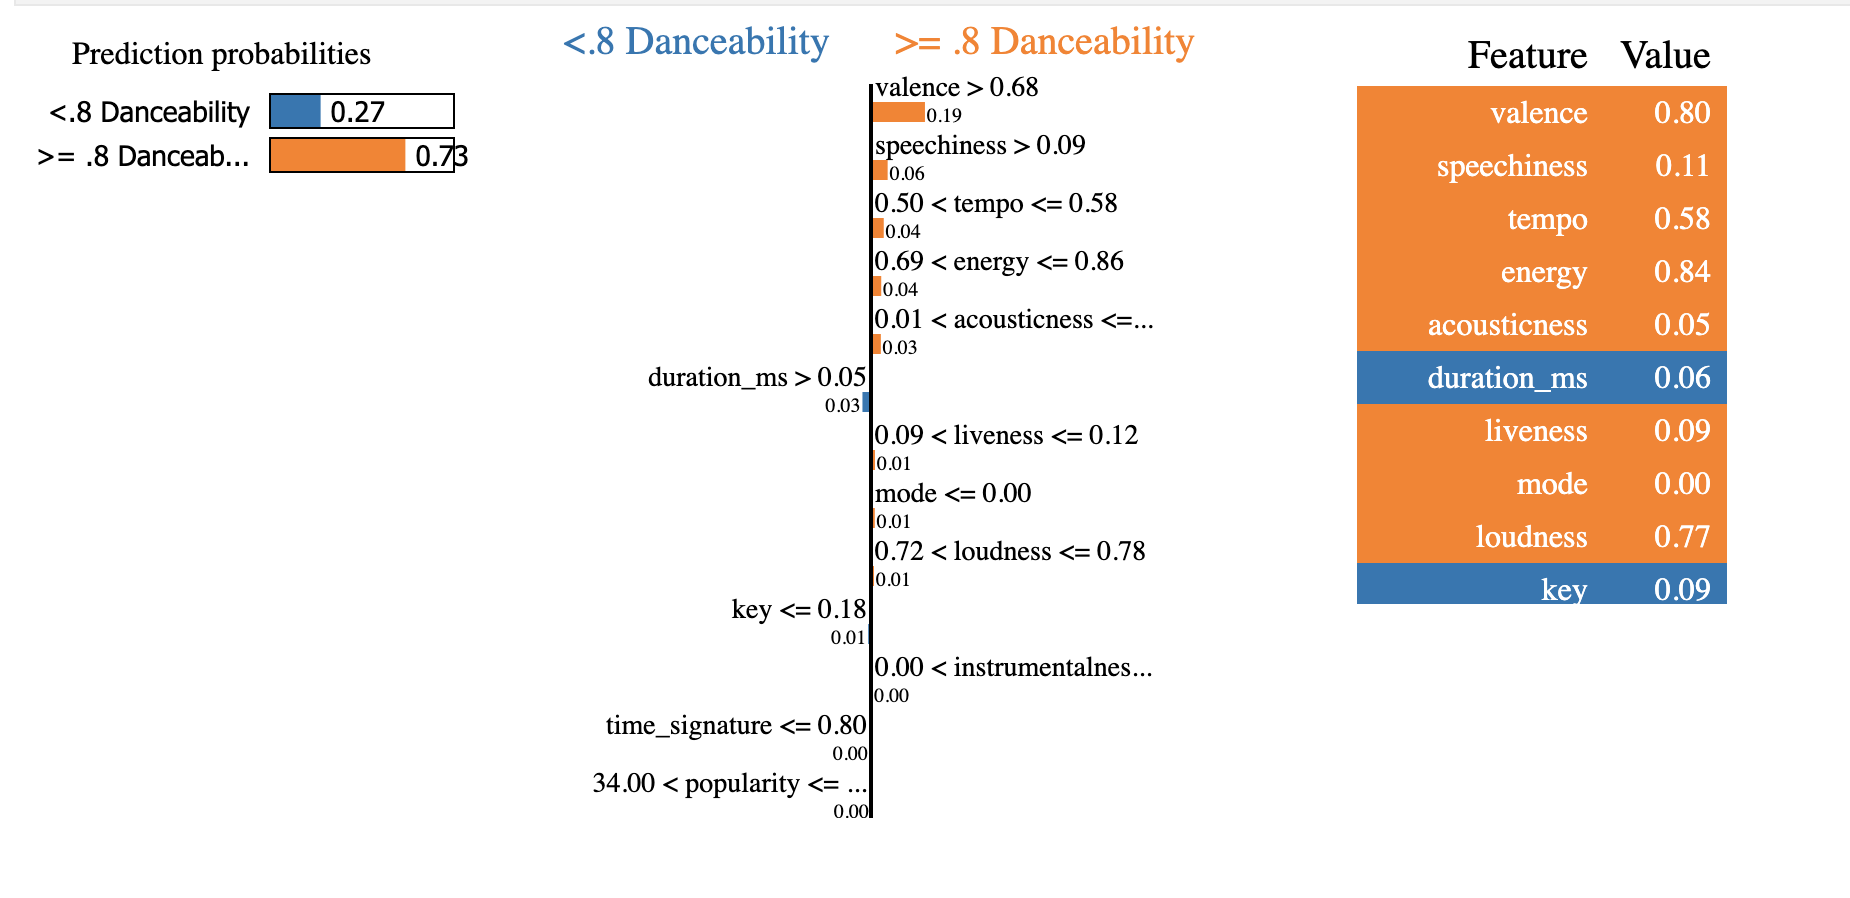 Prediction probabilities
<.8 Danceability 0.27
>= .8 Danceab... 0.73
<.8 Danceability >= .8 Danceability
valence > 0.68
0.19
speechiness > 0.09
0.06
0.50 < tempo <= 0.58
0.04
0.69 < energy <= 0.86
0.04
0.01 < acousticness <=...
0.03
duration_ms > 0.05
0.03
0.09 < liveness <= 0.12
0.01
mode <= 0.00
0.01
0.72 < loudness <= 0.78
0.01
key <= 0.18
0.01
0.00 < instrumentalnes...
0.00
time_signature <= 0.80
0.00
34.00 < popularity <= ...
0.00
Feature Value
valence 0.80
speechiness 0.11
tempo 0.58
energy 0.84
acousticness 0.05
duration_ms 0.06
liveness 0.09
mode 0.00
loudness 0.77
key 0.09